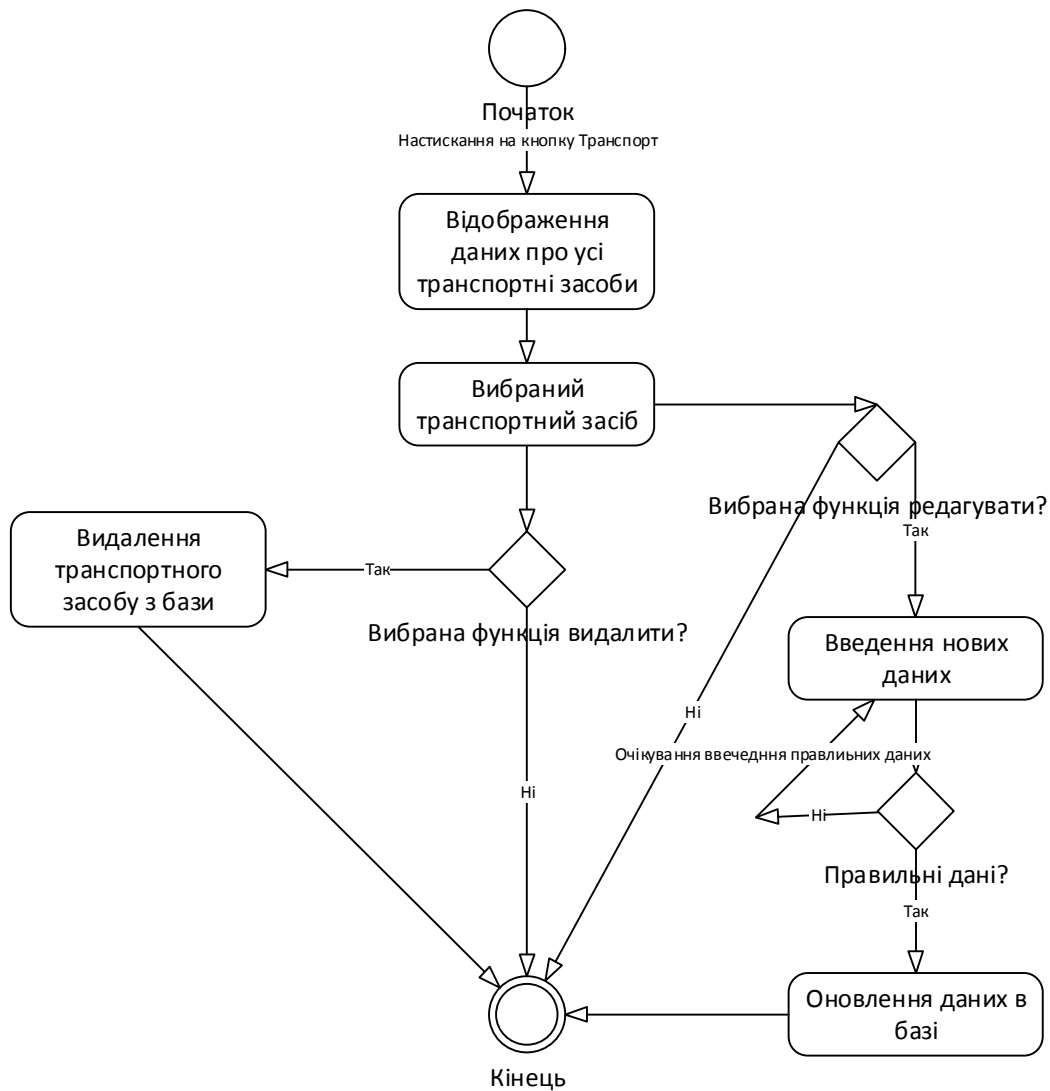 Початок
Настискання на кнопку Транспорт
Відображення
даних про усі
транспортні засоби
Вибраний
транспортний засіб
Вибрана функція редагувати?
Так
Видалення
транспортного
засобу з бази
Так
Вибрана функція видалити?
Введення нових
даних
Ні
Очікування ввечедння правлиьних даних
Ні
Ні
Правильні дані?
Так
Оновлення даних в
базі
Кінець